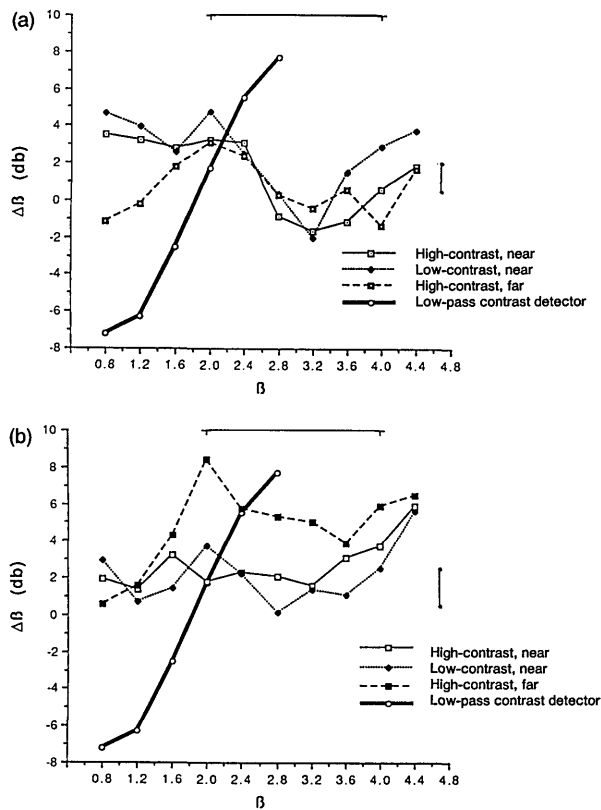 (a)
10
8
6
4
2
0
-2
-4
-6
-8
Δß (db)
0.8 1.2 1.6 2.0 2.4 2.8 3.2 3.6 4.0 4.4 4.8
ß
High-contrast, near
Low-contrast, near
High-contrast, far
Low-pass contrast detector
(b)
10
8
6
4
2
0
-2
-4
-6
-8
Δß (db)
0.8 1.2 1.6 2.0 2.4 2.8 3.2 3.6 4.0 4.4 4.8
ß
High-contrast, near
Low-contrast, near
High-contrast, far
Low-pass contrast detector